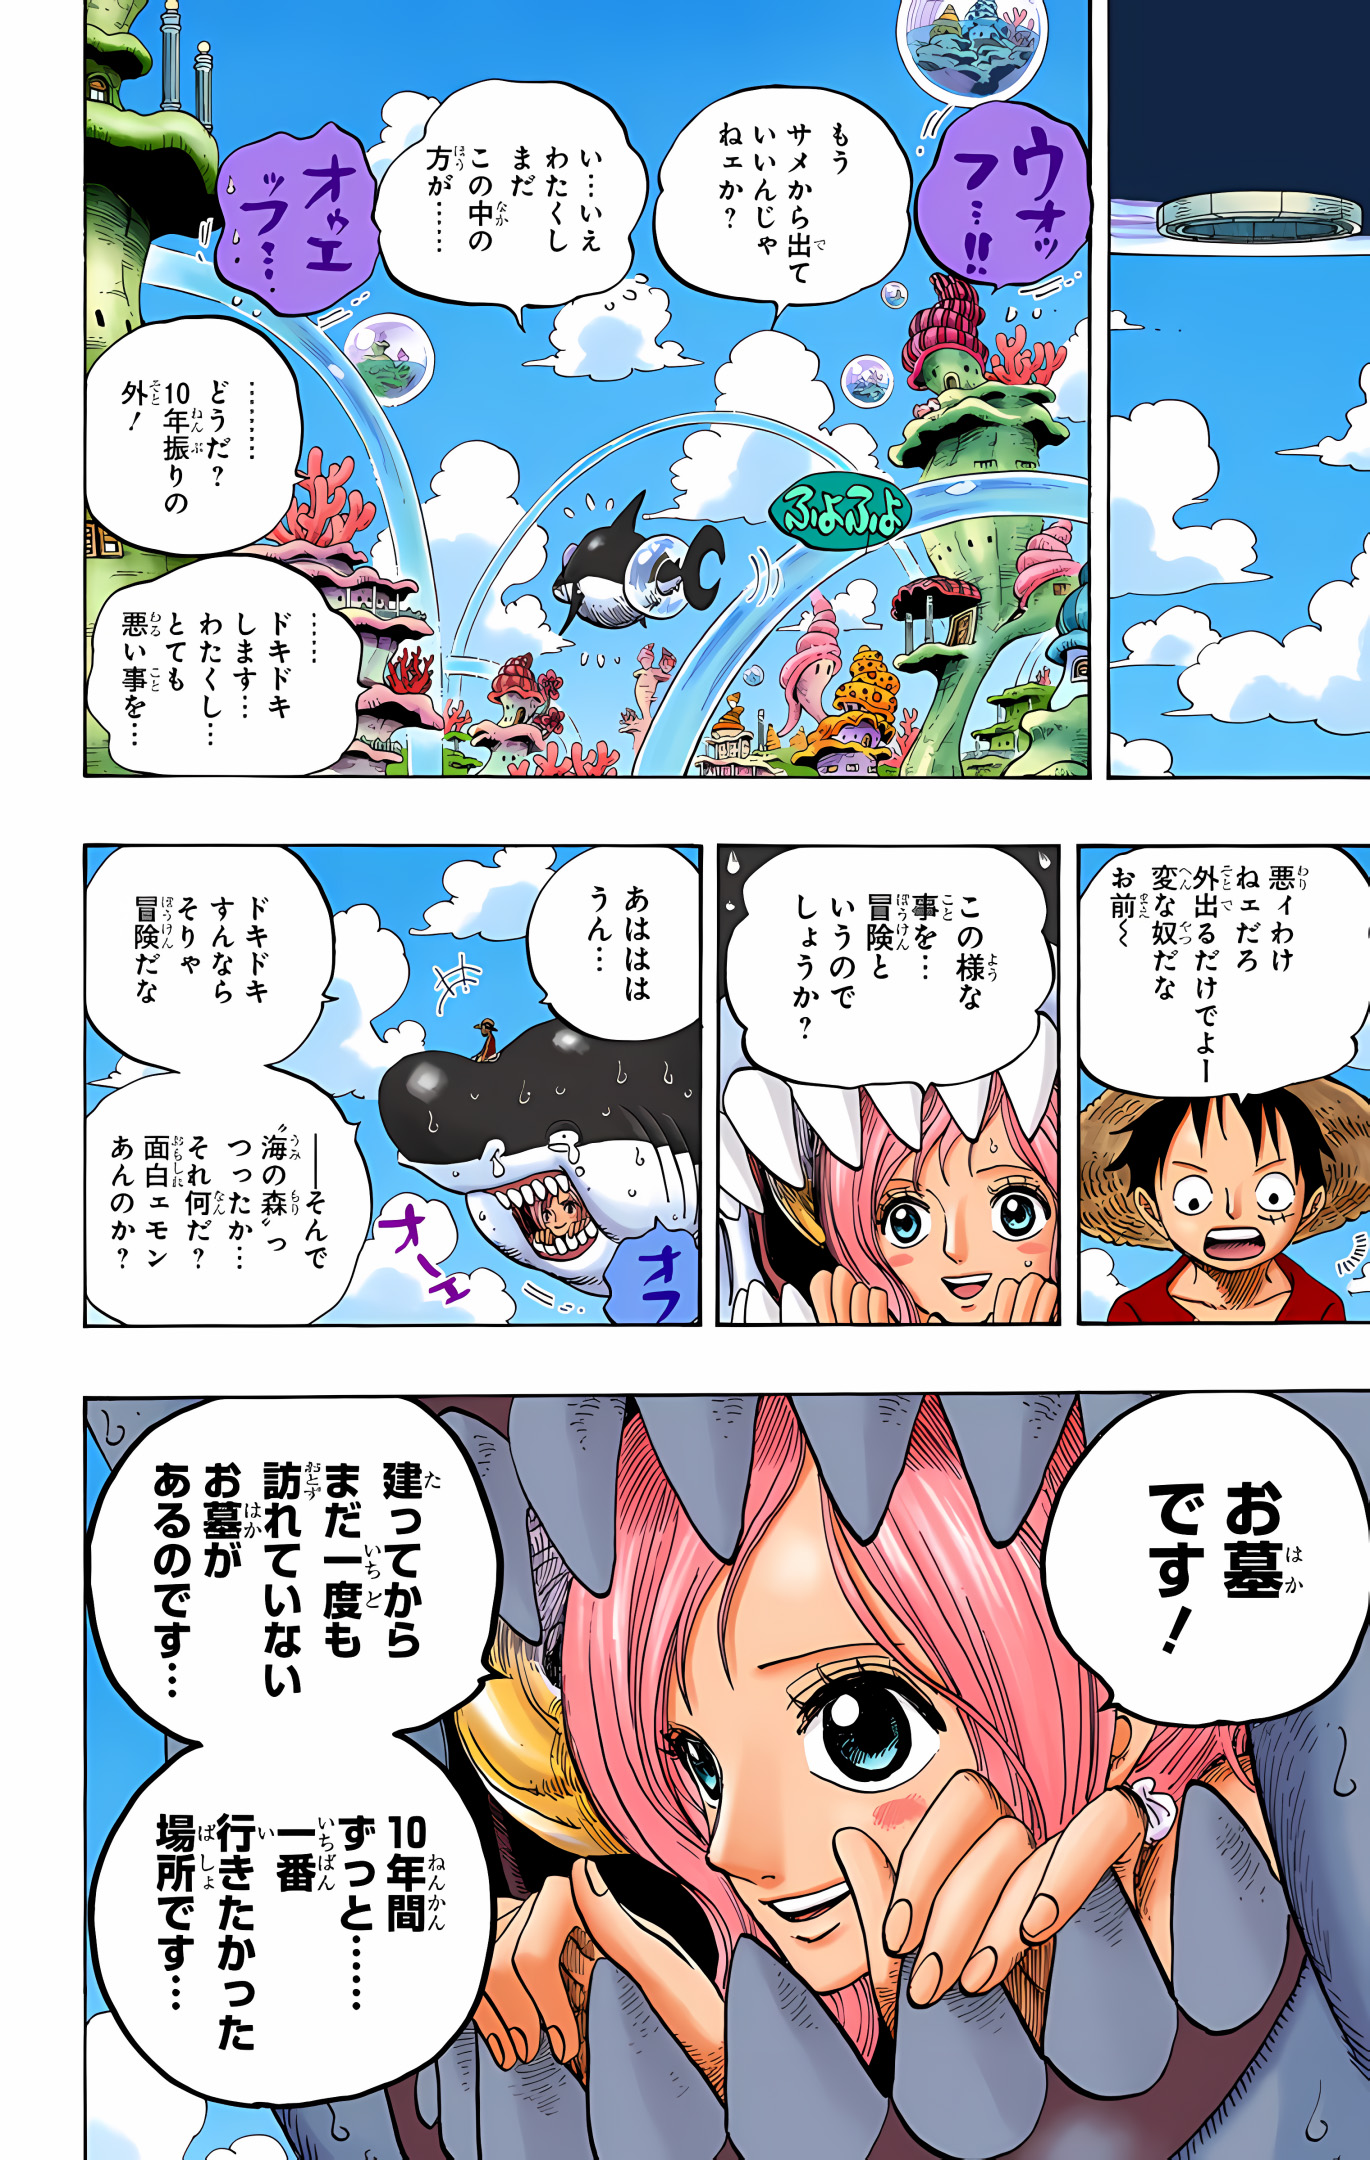 ウォッ
フ…!!
もう
サメから出て
いいんじゃ
ねェか？
い…いえ
わたくし
まだ
この中の
方が……
オゥエ
ッフ…
………
どうだ？
10年振りの
外！
……
ドキドキ
します…
わたくし…
とても
悪い事を…
ふよふよ
悪ィわけ
ねェだろ
外出るだけでよー
変な奴だな
お前〜
この様な
事を…
冒険と
いうので
しょうか？
あははは
うん…
ドキドキ
すんなら
そりゃ
冒険だな
──そんで
〝海の森〟っ
つったか…
それ何だ？
面白ェモン
あんのか？
オフ
オーエ
お墓
です！
建ってから
まだ一度も
訪れていない
お墓が
あるのです…
10年間
ずっと……
一番
行きたかった
場所です…